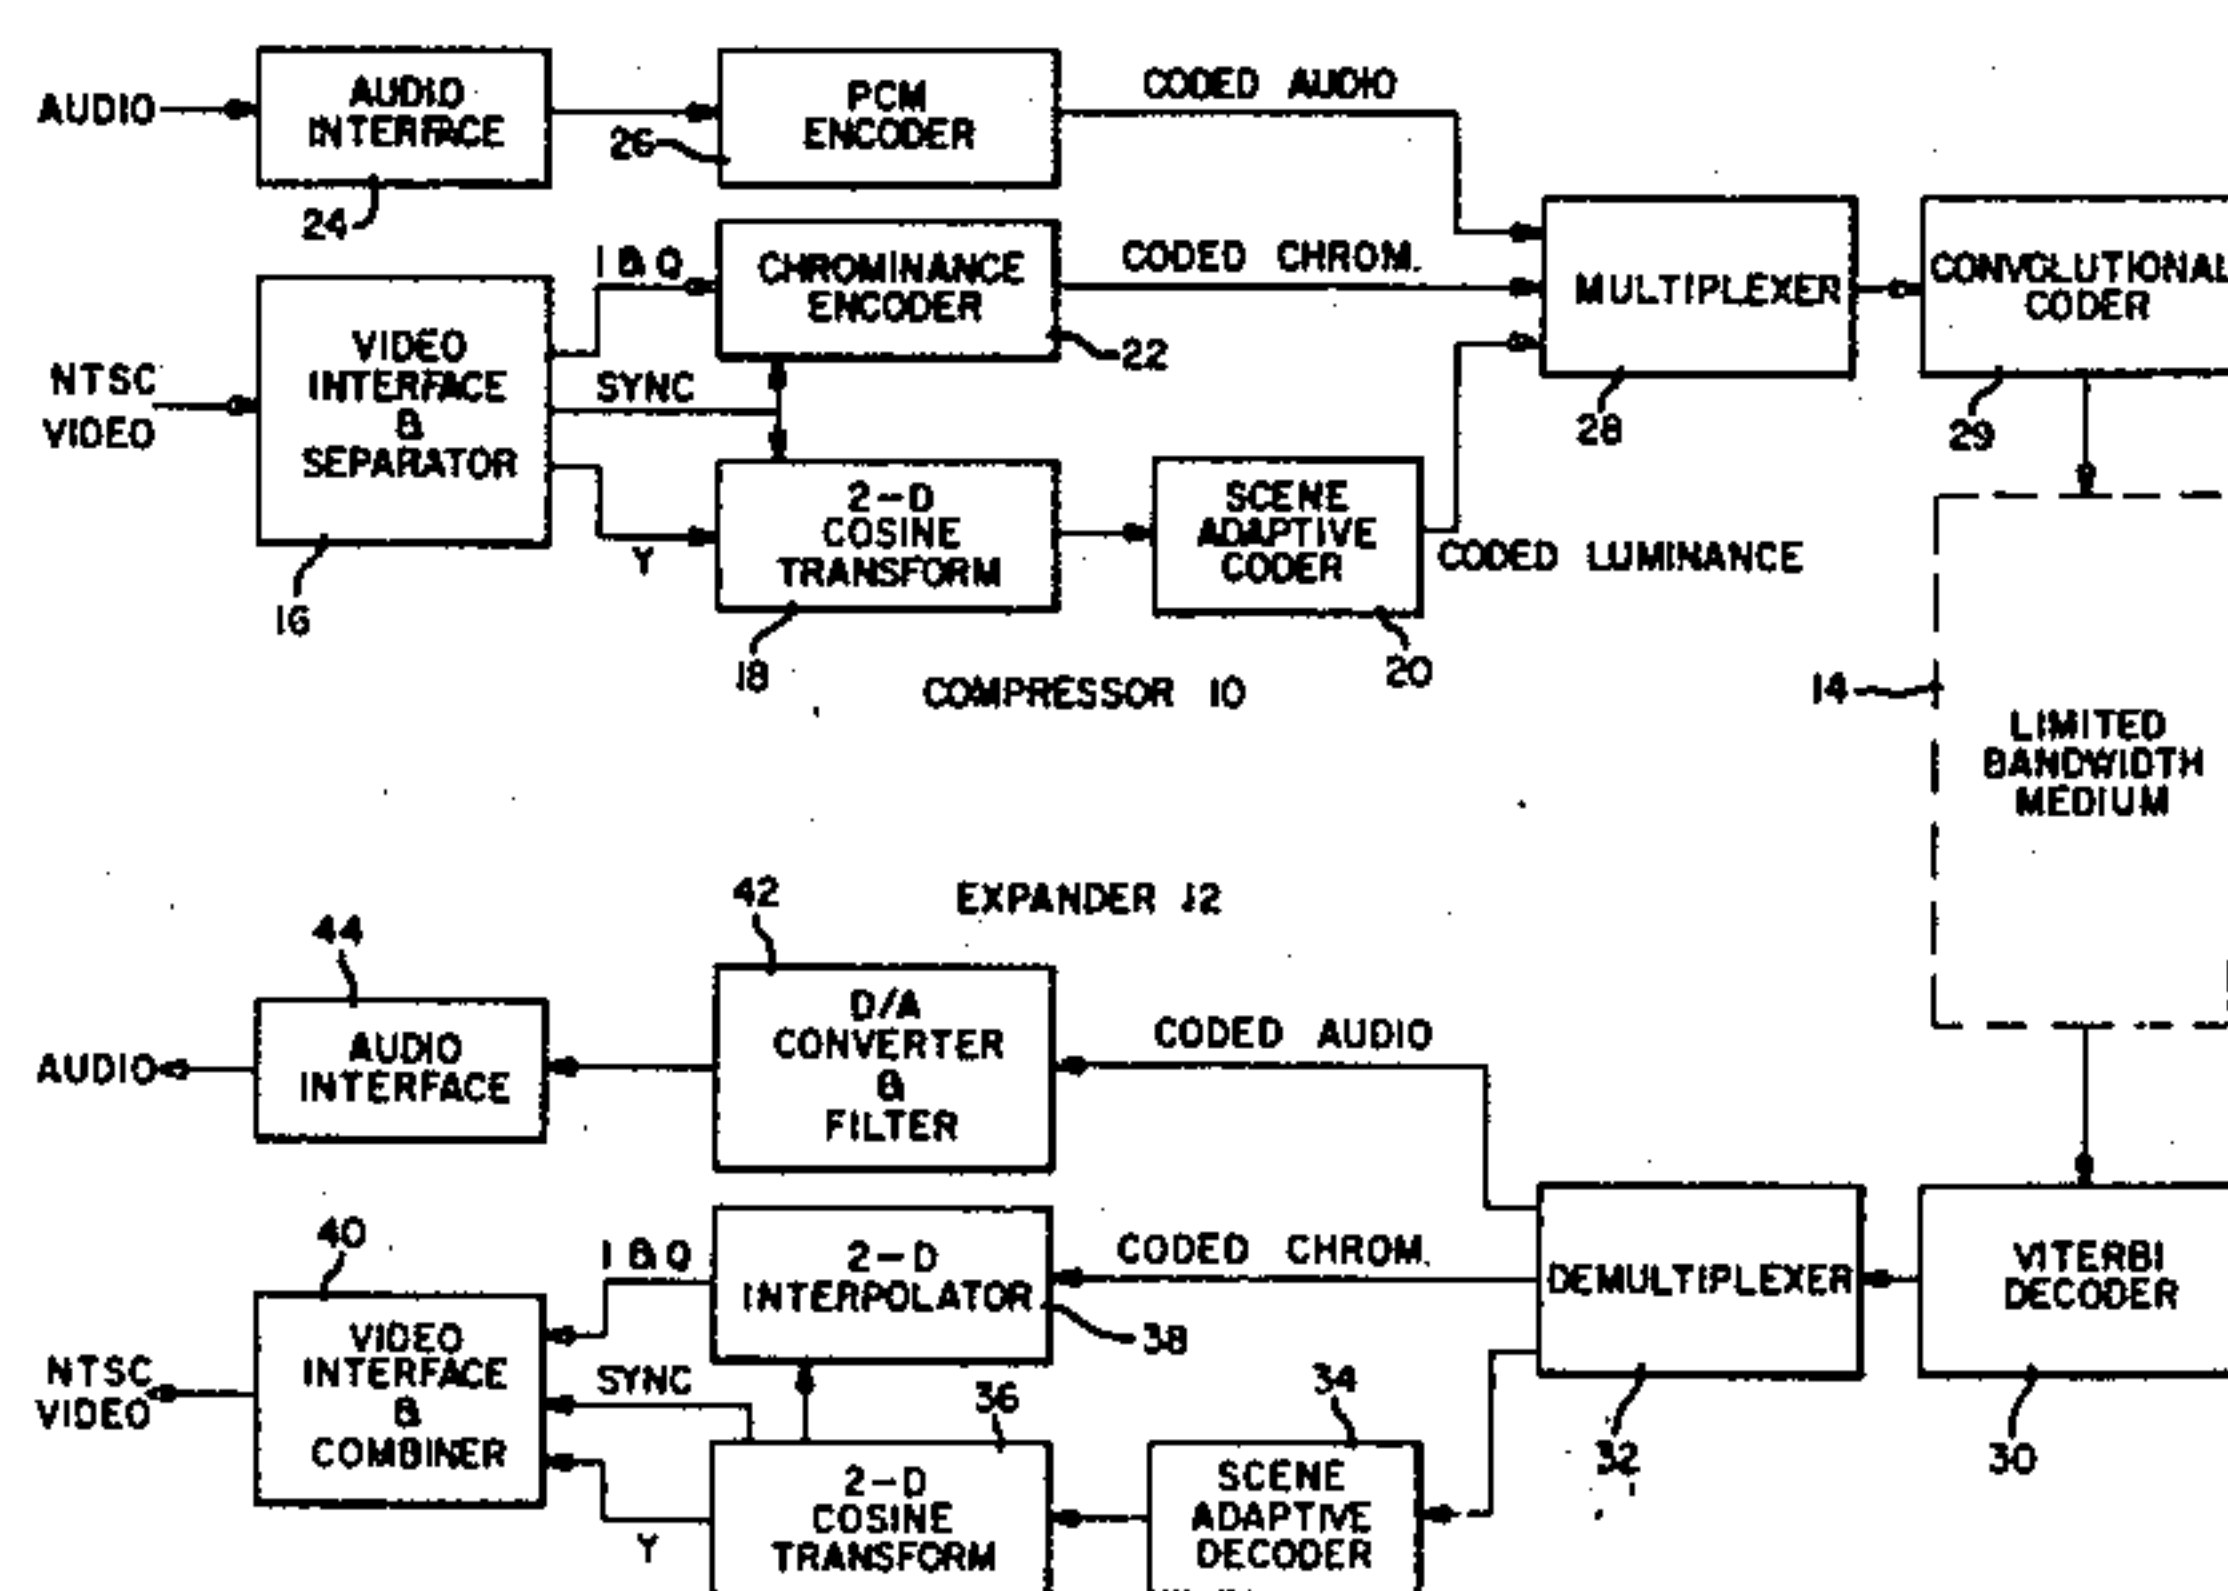 AUDIO
AUDIO
INTERFACE
24
PCM
ENCODER
26
CODED AUDIO
NTSC
VIDEO
VIDEO
INTERFACE
&
SEPARATOR
16
I & Q
SYNC
Y
CHROMINANCE
ENCODER
22
CODED CHROM.
2-D
COSINE
TRANSFORM
18
SCENE
ADAPTIVE
CODER
20
CODED LUMINANCE
MULTIPLEXER
28
CONVOLUTIONAL
CODER
29
COMPRESSOR 10
14
LIMITED
BANDWIDTH
MEDIUM
EXPANDER 12
44
AUDIO
AUDIO
INTERFACE
42
D/A
CONVERTER
&
FILTER
CODED AUDIO
40
NTSC
VIDEO
VIDEO
INTERFACE
&
COMBINER
I & Q
SYNC
Y
2-D
INTERPOLATOR
38
CODED CHROM.
36
2-D
COSINE
TRANSFORM
34
SCENE
ADAPTIVE
DECODER
DEMULTIPLEXER
32
VITERBI
DECODER
30